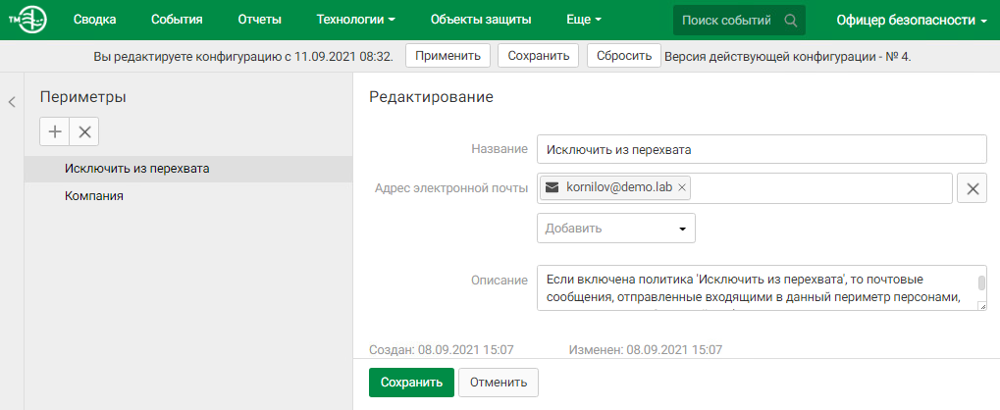 TM
Сводка События Отчеты Технологии Объекты защиты Еще Поиск событий Офицер безопасности
Вы редактируете конфигурацию с 11.09.2021 08:32. Применить Сохранить Сбросить Версия действующей конфигурации - № 4.
Периметры
Исключить из перехвата
Компания
Редактирование
Название Исключить из перехвата
Адрес электронной почты kornilov@demo.lab
Добавить
Описание Если включена политика 'Исключить из перехвата', то почтовые
сообщения, отправленные входящими в данный периметр персонами,
Создан: 08.09.2021 15:07 Изменен: 08.09.2021 15:07
Сохранить Отменить